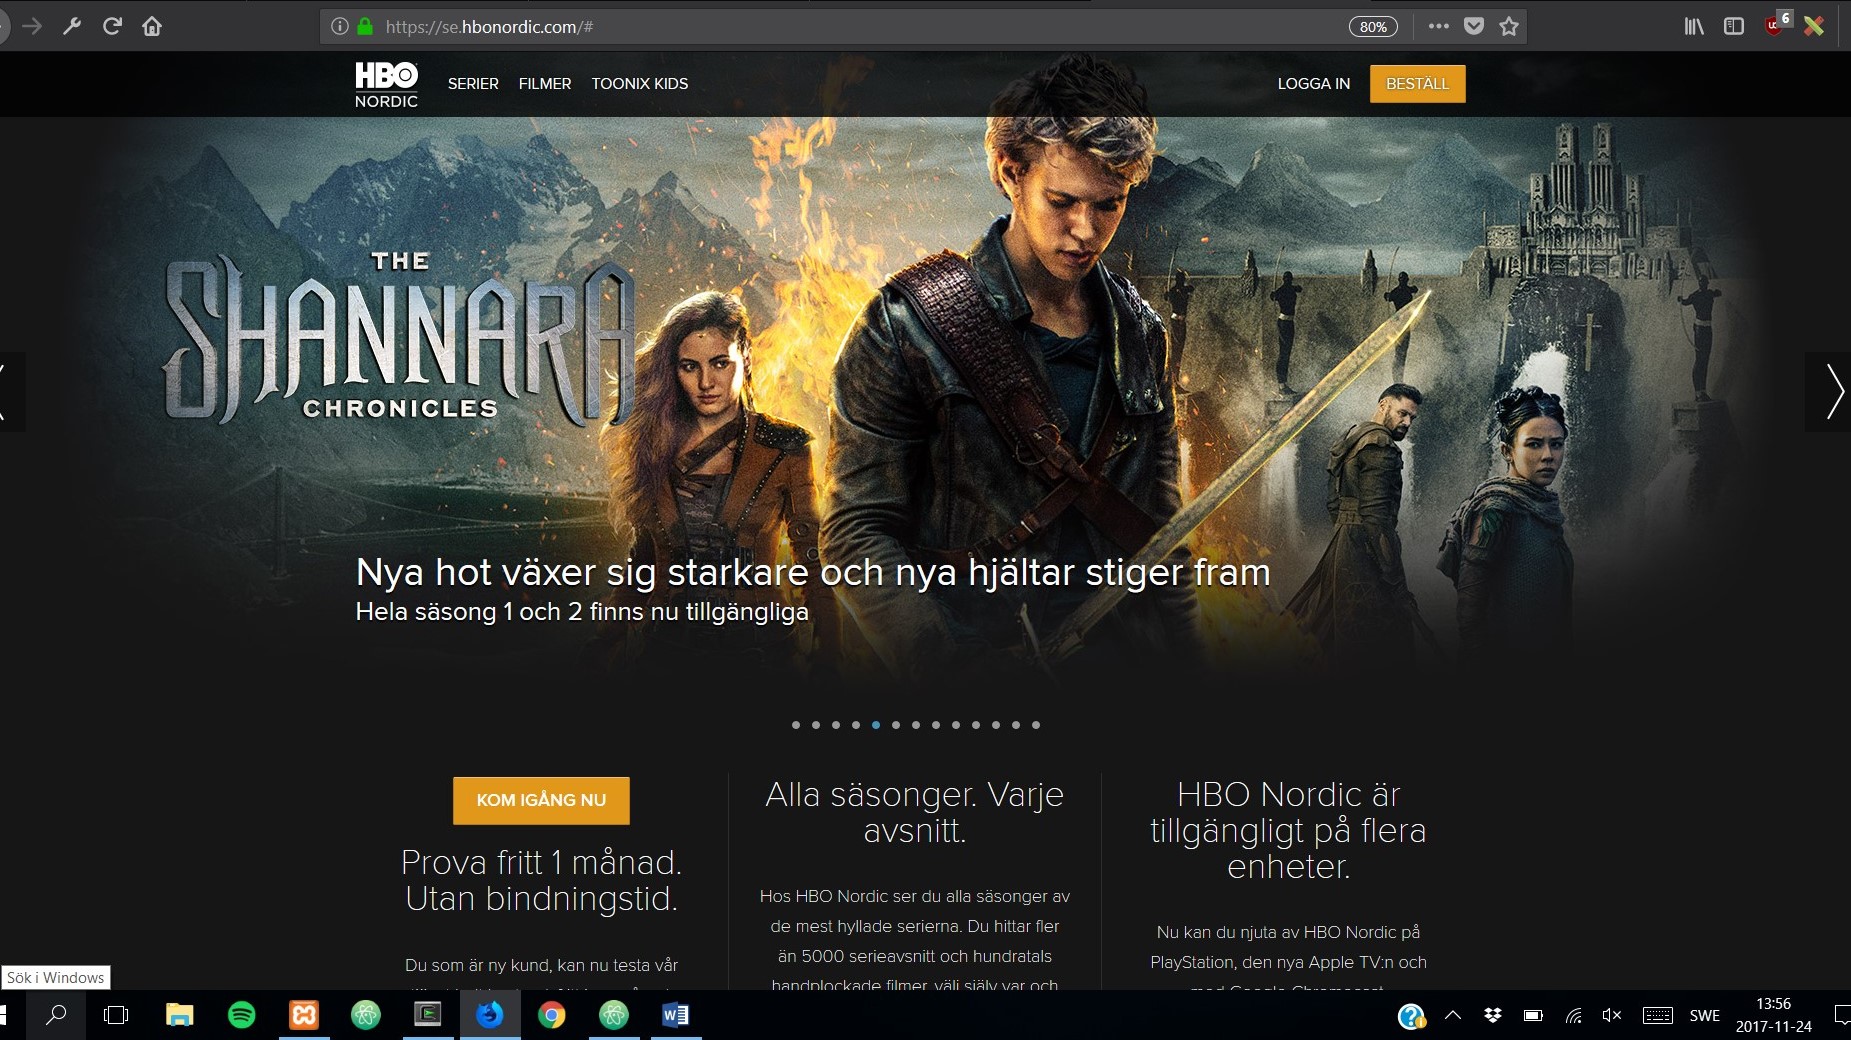 https://se.hbonordic.com/#
80%
6
HBO
NORDIC
SERIER
FILMER
TOONIX KIDS
LOGGA IN
BESTÄLL
THE
SHANNARA
CHRONICLES
Nya hot växer sig starkare och nya hjältar stiger fram
Hela säsong 1 och 2 finns nu tillgängliga
KOM IGÅNG NU
Prova fritt 1 månad.
Utan bindningstid.
Du som är ny kund, kan nu testa vår
Alla säsonger. Varje
avsnitt.
Hos HBO Nordic ser du alla säsonger av
de mest hyllade serierna. Du hittar fler
än 5000 serieavsnitt och hundratals
handplockade filmer, välj själv var och
HBO Nordic är
tillgängligt på flera
enheter.
Nu kan du njuta av HBO Nordic på
PlayStation, den nya Apple TV:n och
med Google Chromecast
Sök i Windows
SWE
13:56
2017-11-24